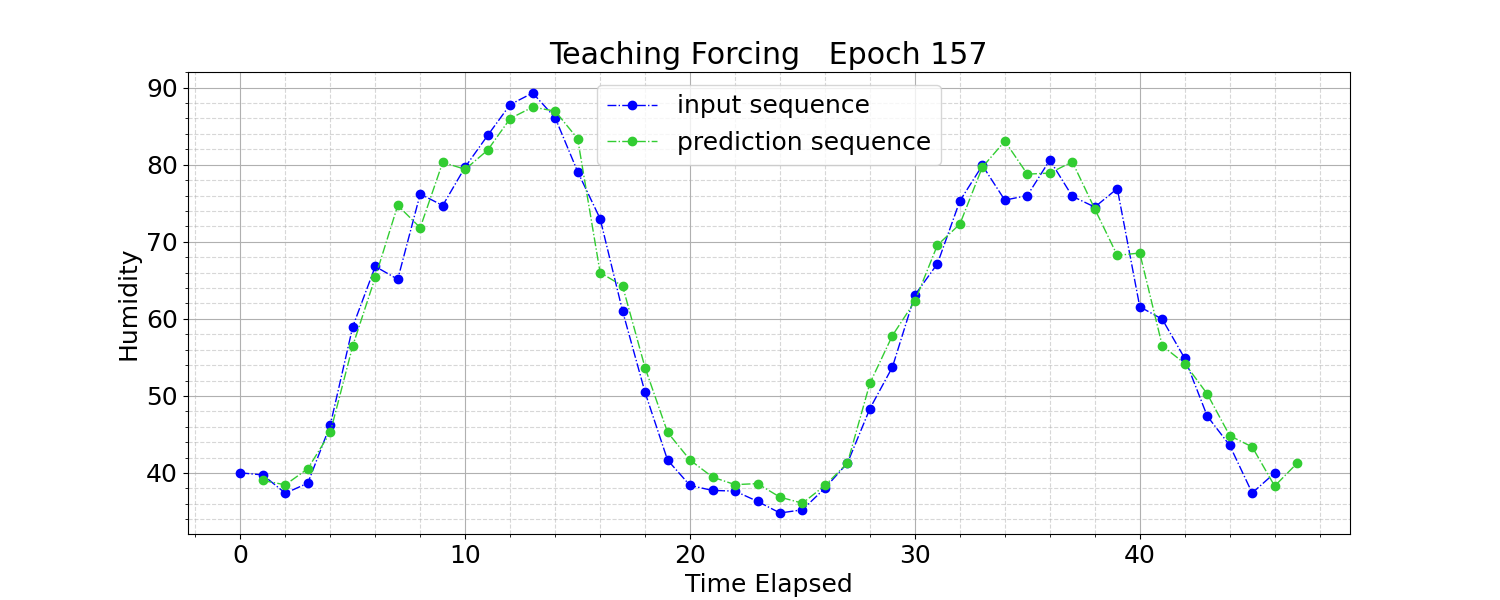 Teaching Forcing   Epoch 157
input sequence
prediction sequence
Humidity
90
80
70
60
50
40
0 10 20 30 40
Time Elapsed